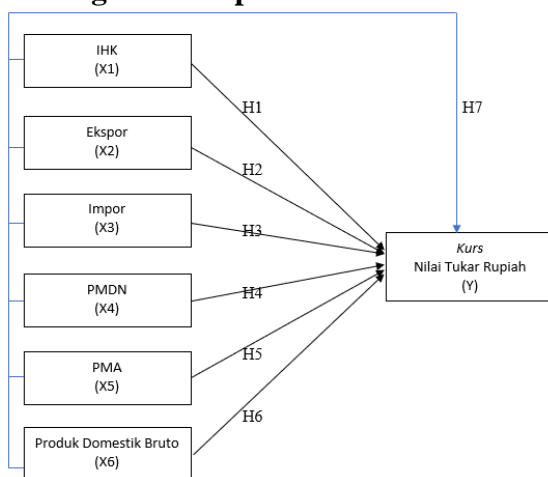 IHK
(X1)
H1
H7
Ekspor
(X2)
H2
Impor
(X3)
H3
Kurs
Nilai Tukar Rupiah
(Y)
PMDN
(X4)
H4
PMA
(X5)
H5
H6
Produk Domestik Bruto
(X6)